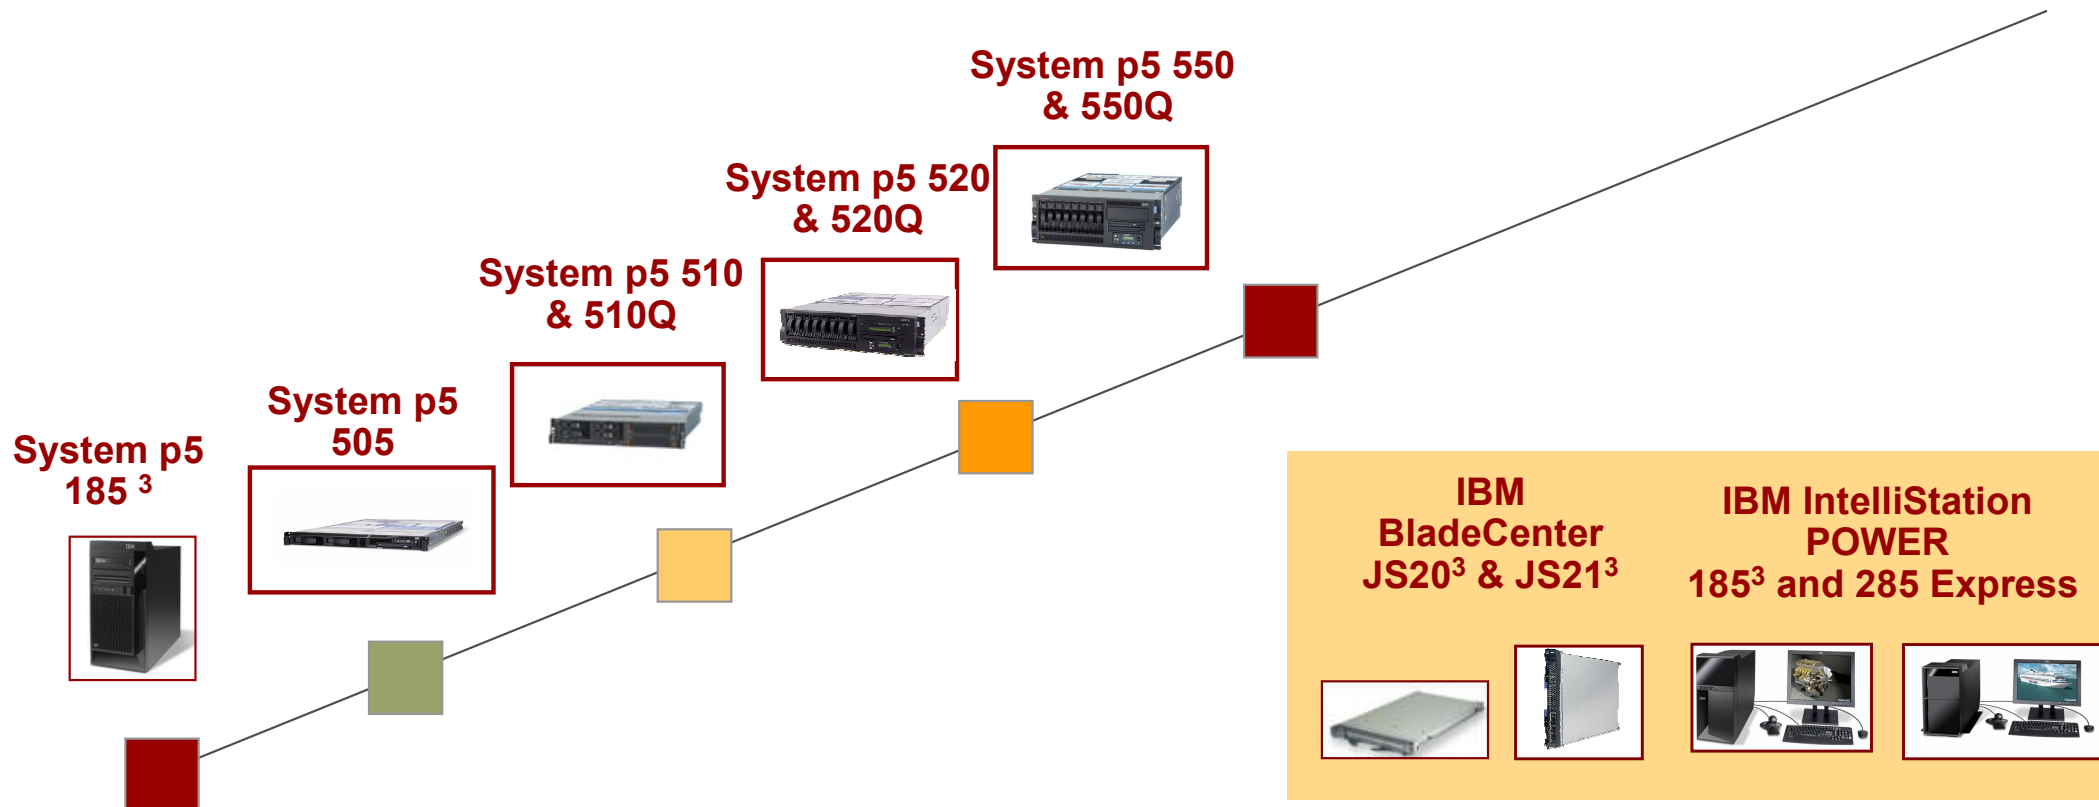 System p5 550
& 550Q
System p5 520
& 520Q
System p5 510
& 510Q
System p5
505
System p5
185 ³
IBM
BladeCenter
JS20³ & JS21³
IBM IntelliStation
POWER
185³ and 285 Express